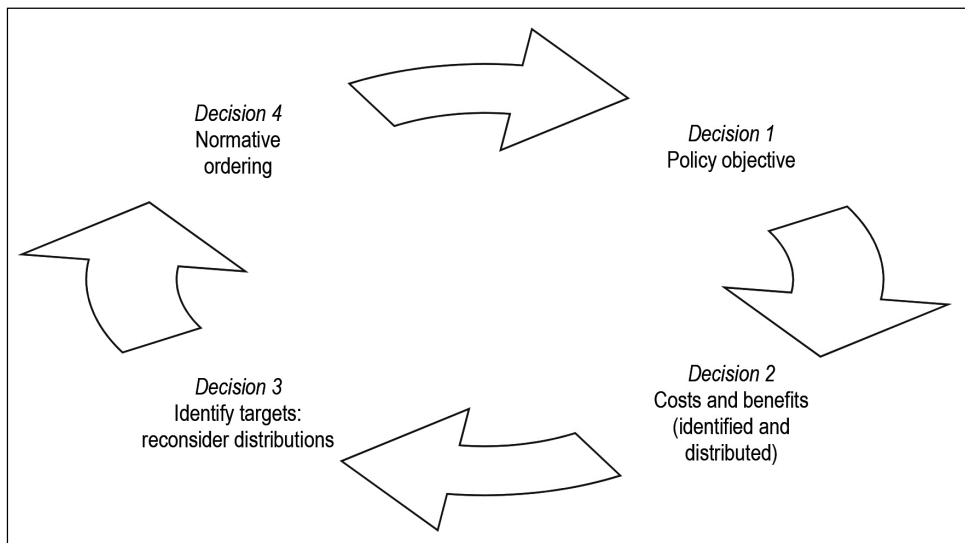 Decision 4
Normative
ordering
Decision 1
Policy objective
Decision 2
Costs and benefits
(identified and
distributed)
Decision 3
Identify targets:
reconsider distributions